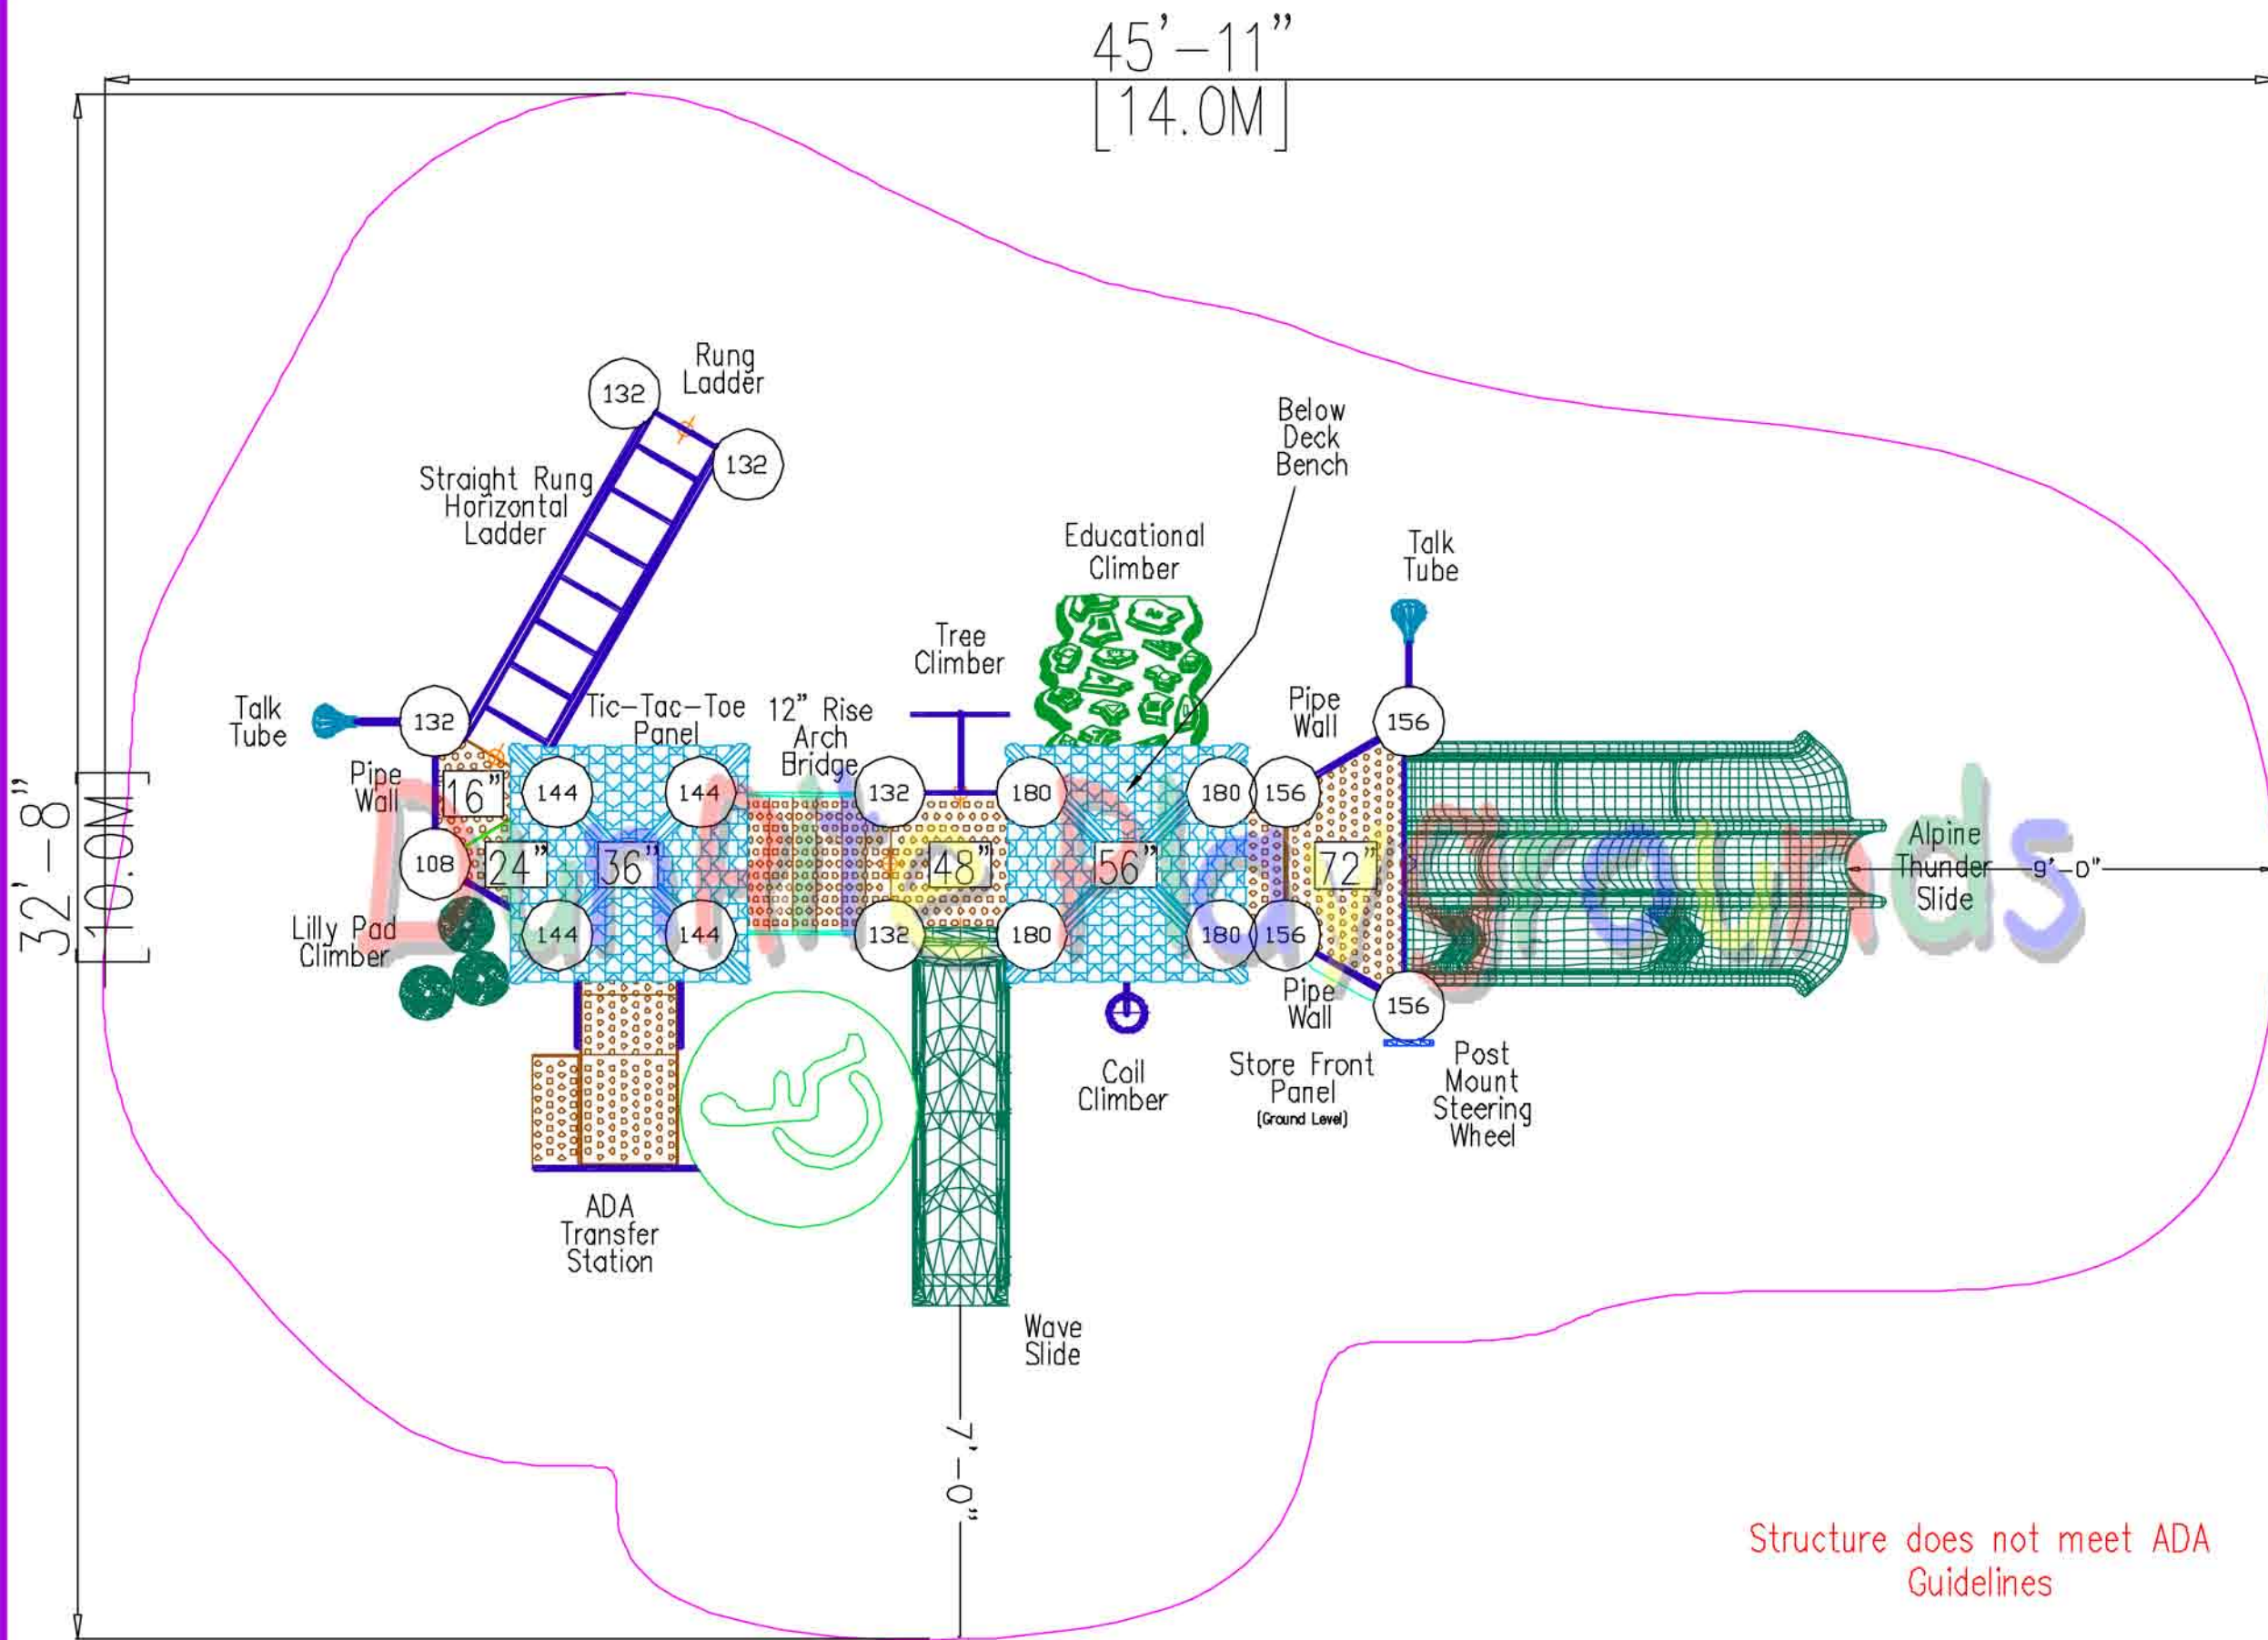 45'-11"
[14.0M]
32'-8"
[10.0M]
Rung
Ladder
132
132
Straight Rung
Horizontal
Ladder
Below
Deck
Bench
Educational
Climber
Talk
Tube
Tree
Climber
Talk
Tube
132
Tic-Tac-Toe
Panel
12" Rise
Arch
Bridge
Pipe
Wall
156
Pipe
Wall
16"
144
144
132
180
180
156
108
24"
36"
48"
56"
72"
Dunrite Playgrounds
Alpine
Thunder
Slide
9'-0"
Lilly Pad
Climber
144
144
132
180
180
156
Pipe
Wall
156
Coil
Climber
Store Front
Panel
(Ground Level)
Post
Mount
Steering
Wheel
ADA
Transfer
Station
Wave
Slide
7'-0"
Structure does not meet ADA
Guidelines